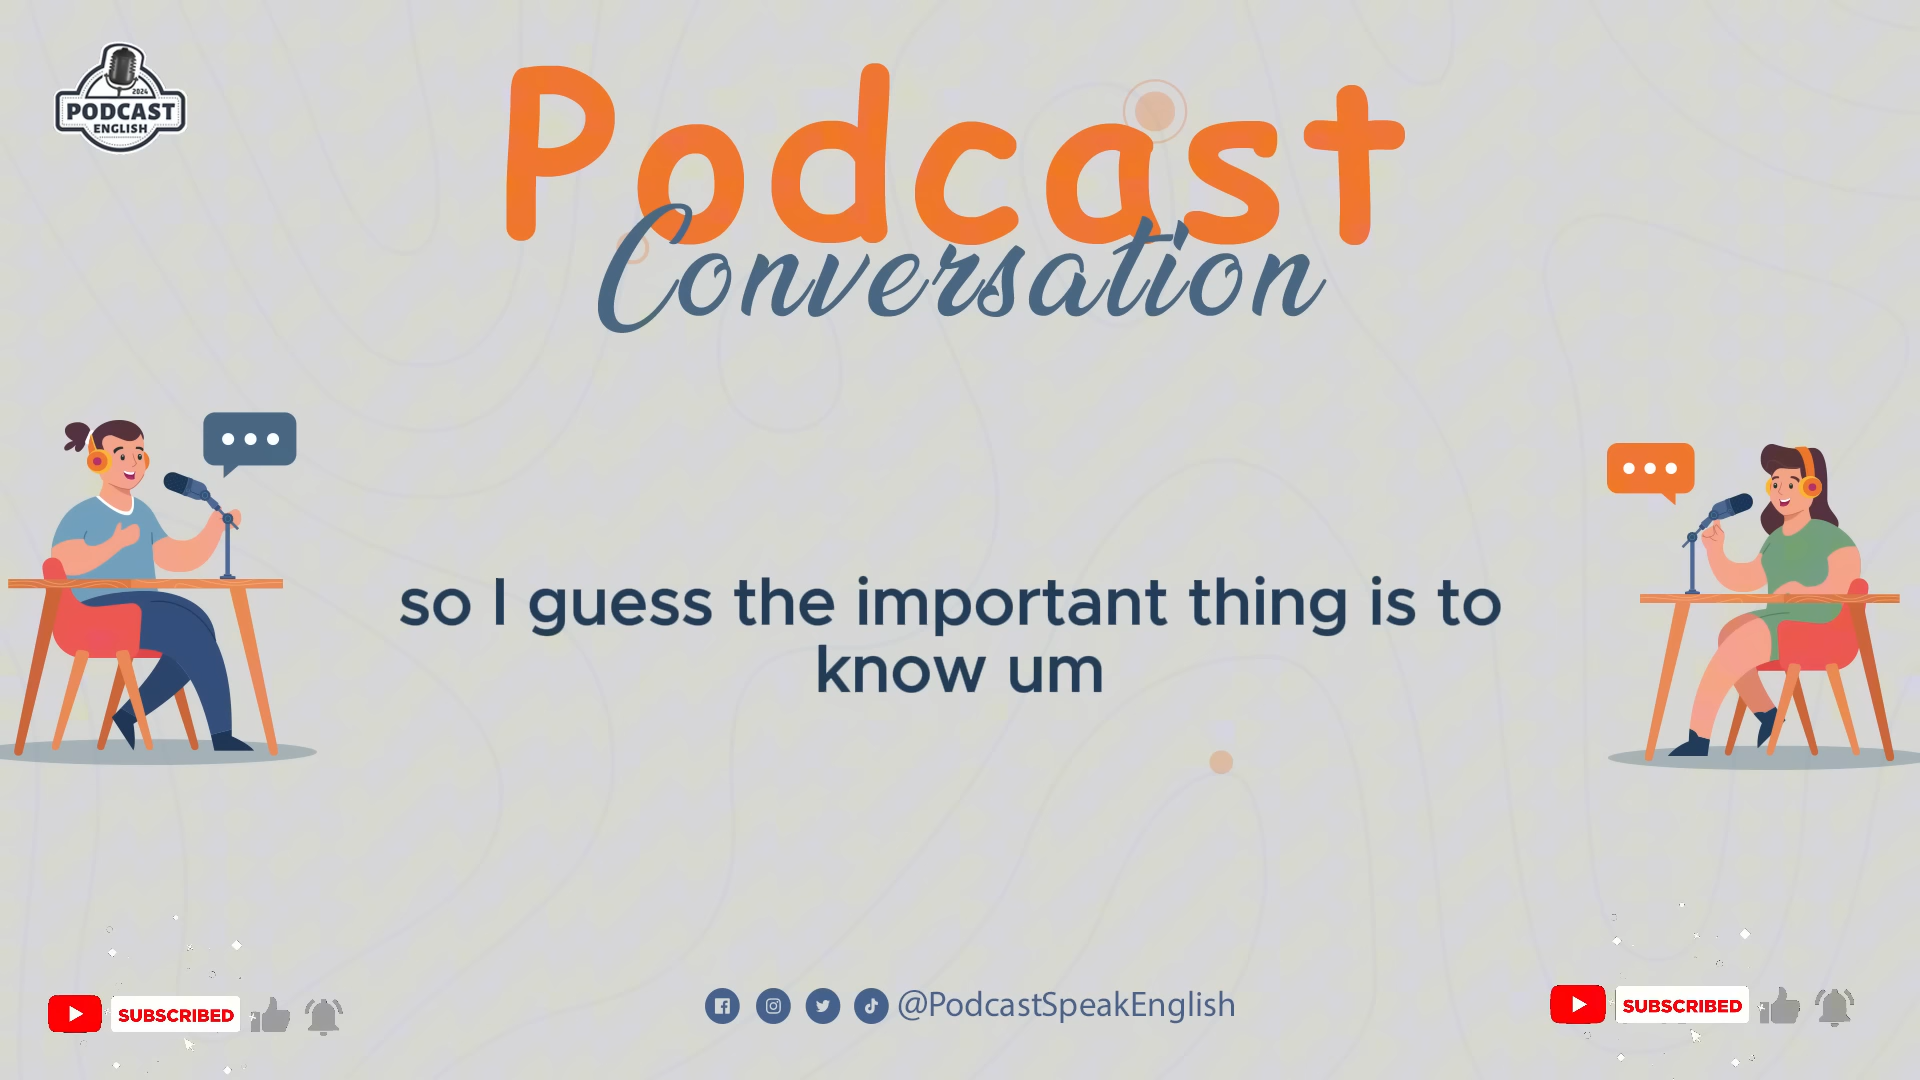 2024
PODCAST
ENGLISH
Podcast
Conversation
so I guess the important thing is to
know um
SUBSCRIBED
@PodcastSpeakEnglish
SUBSCRIBED